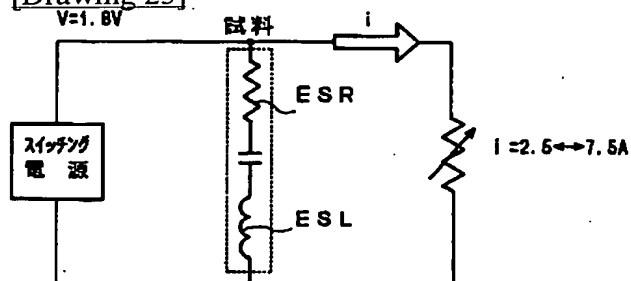 [Drawing 25]
V=1.8V
試料
i
ESR
スイッチング
電源
i=2.5↔7.5A
ESL